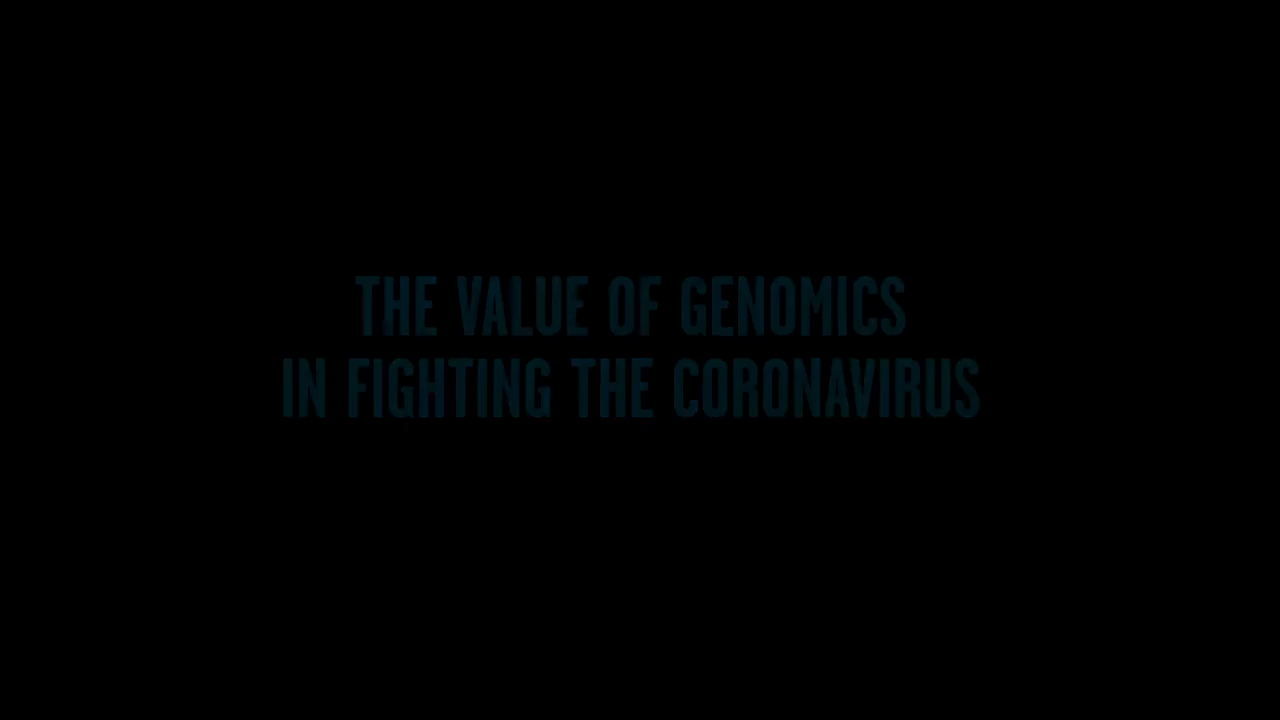 THE VALUE OF GENOMICS
IN FIGHTING THE CORONAVIRUS